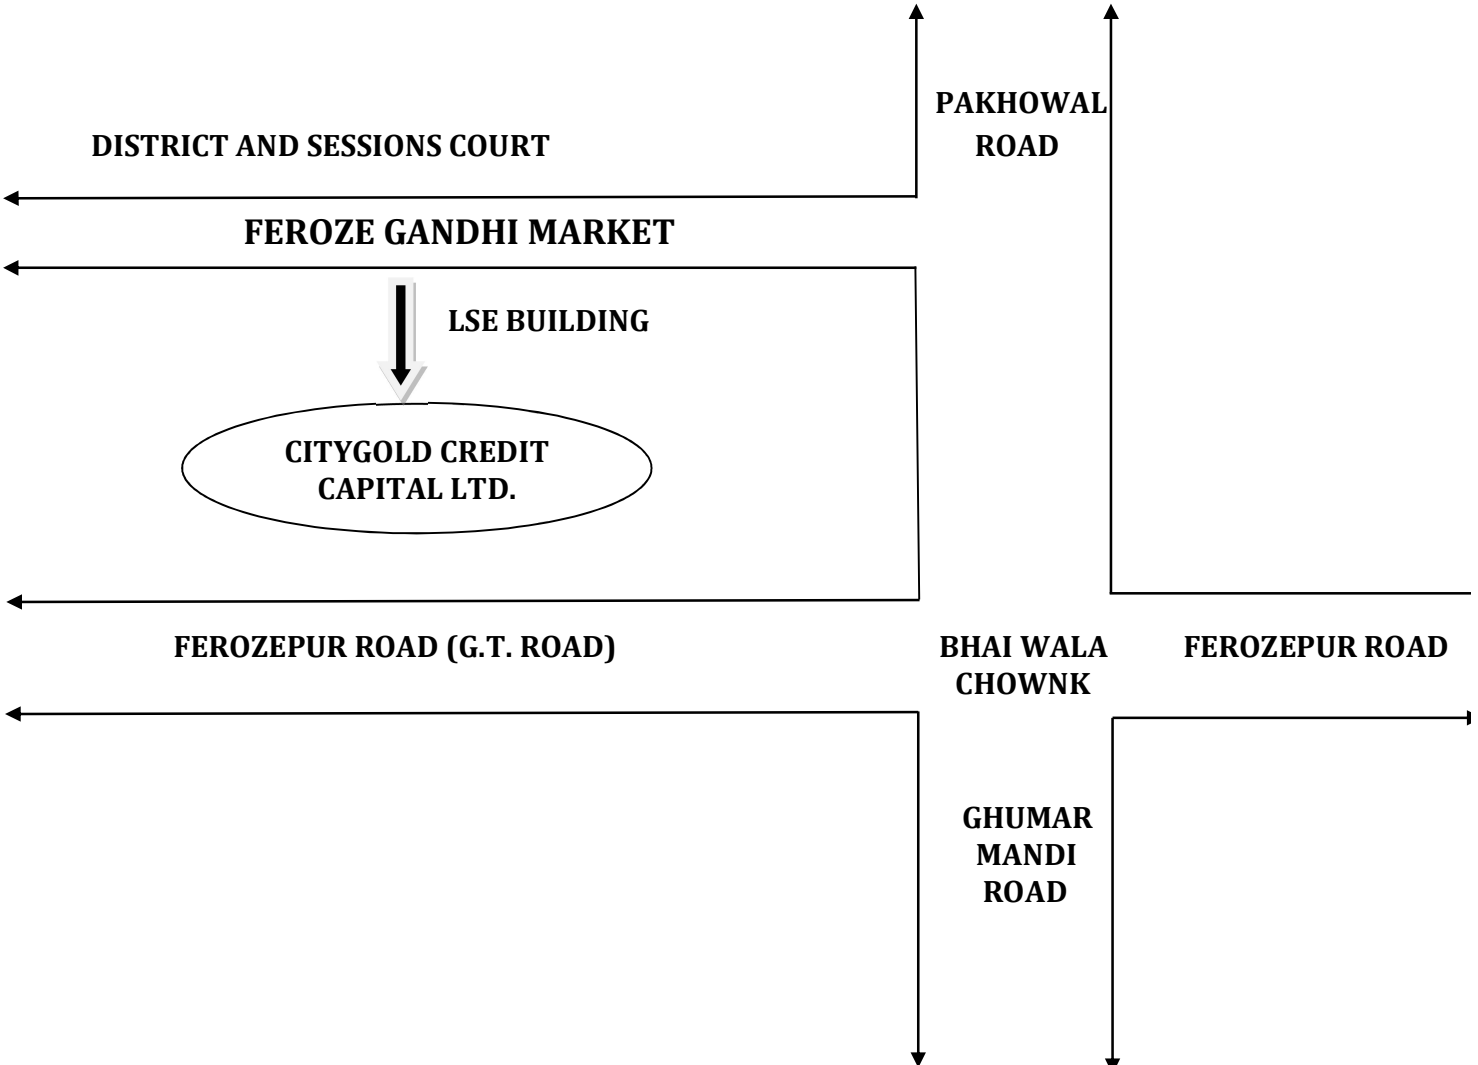 PAKHOWAL
ROAD
DISTRICT AND SESSIONS COURT
FEROZE GANDHI MARKET
LSE BUILDING
CITYGOLD CREDIT
CAPITAL LTD.
FEROZEPUR ROAD (G.T. ROAD)
BHAI WALA
CHOWNK
FEROZEPUR ROAD
GHUMAR
MANDI
ROAD